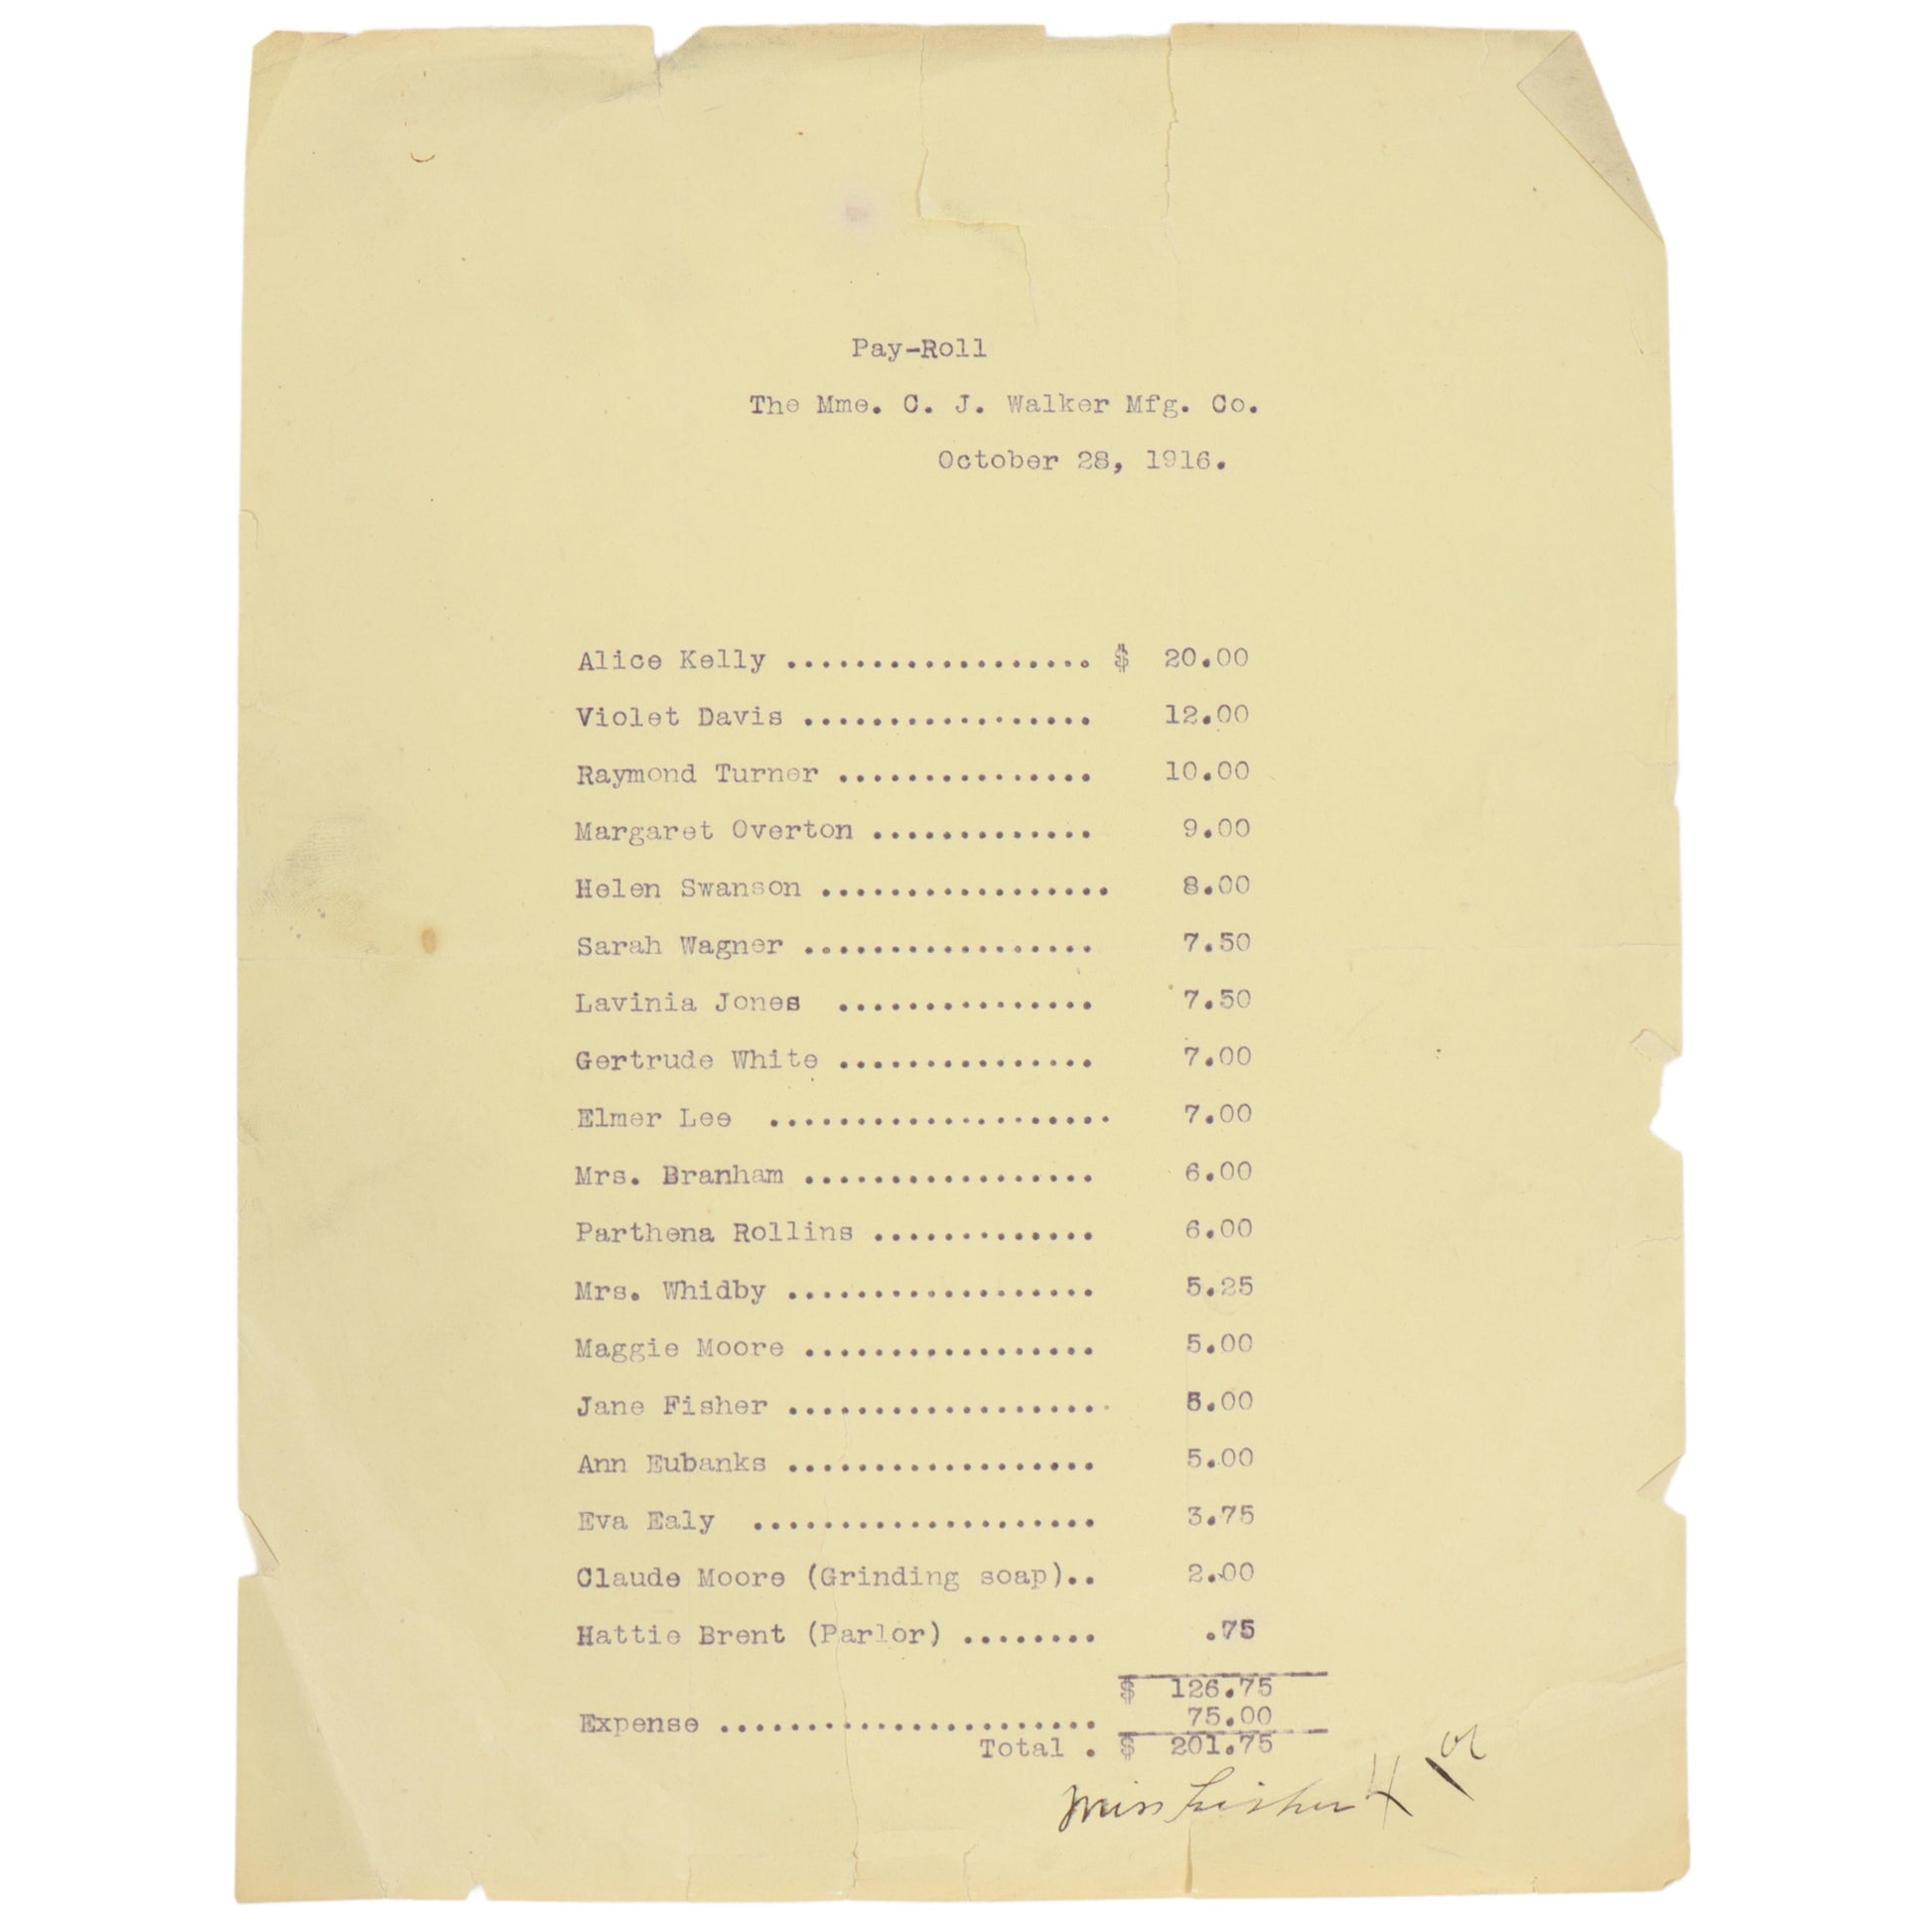 Pay-Roll
The Mme. C. J. Walker Mfg. Co.
October 28, 1916.
Alice Kelly .................. $ 20.00
Violet Davis ................. 12.00
Raymond Turner ............... 10.00
Margaret Overton ............. 9.00
Helen Swanson ................. 8.00
Sarah Wagner ................. 7.50
Lavinia Jones ............... 7.50
Gertrude White ............... 7.00
Elmer Lee .................... 7.00
Mrs. Branham ................. 6.00
Parthena Rollins ............. 6.00
Mrs. Whidby .................. 5.25
Maggie Moore ................. 5.00
Jane Fisher ................... 5.00
Ann Eubanks .................. 5.00
Eva Ealy .................... 3.75
Claude Moore (Grinding soap).. 2.00
Hattie Brent (Parlor) ........ .75
$ 126.75
Expense ...................... 75.00
Total . $ 201.75
Miss Fisher 4